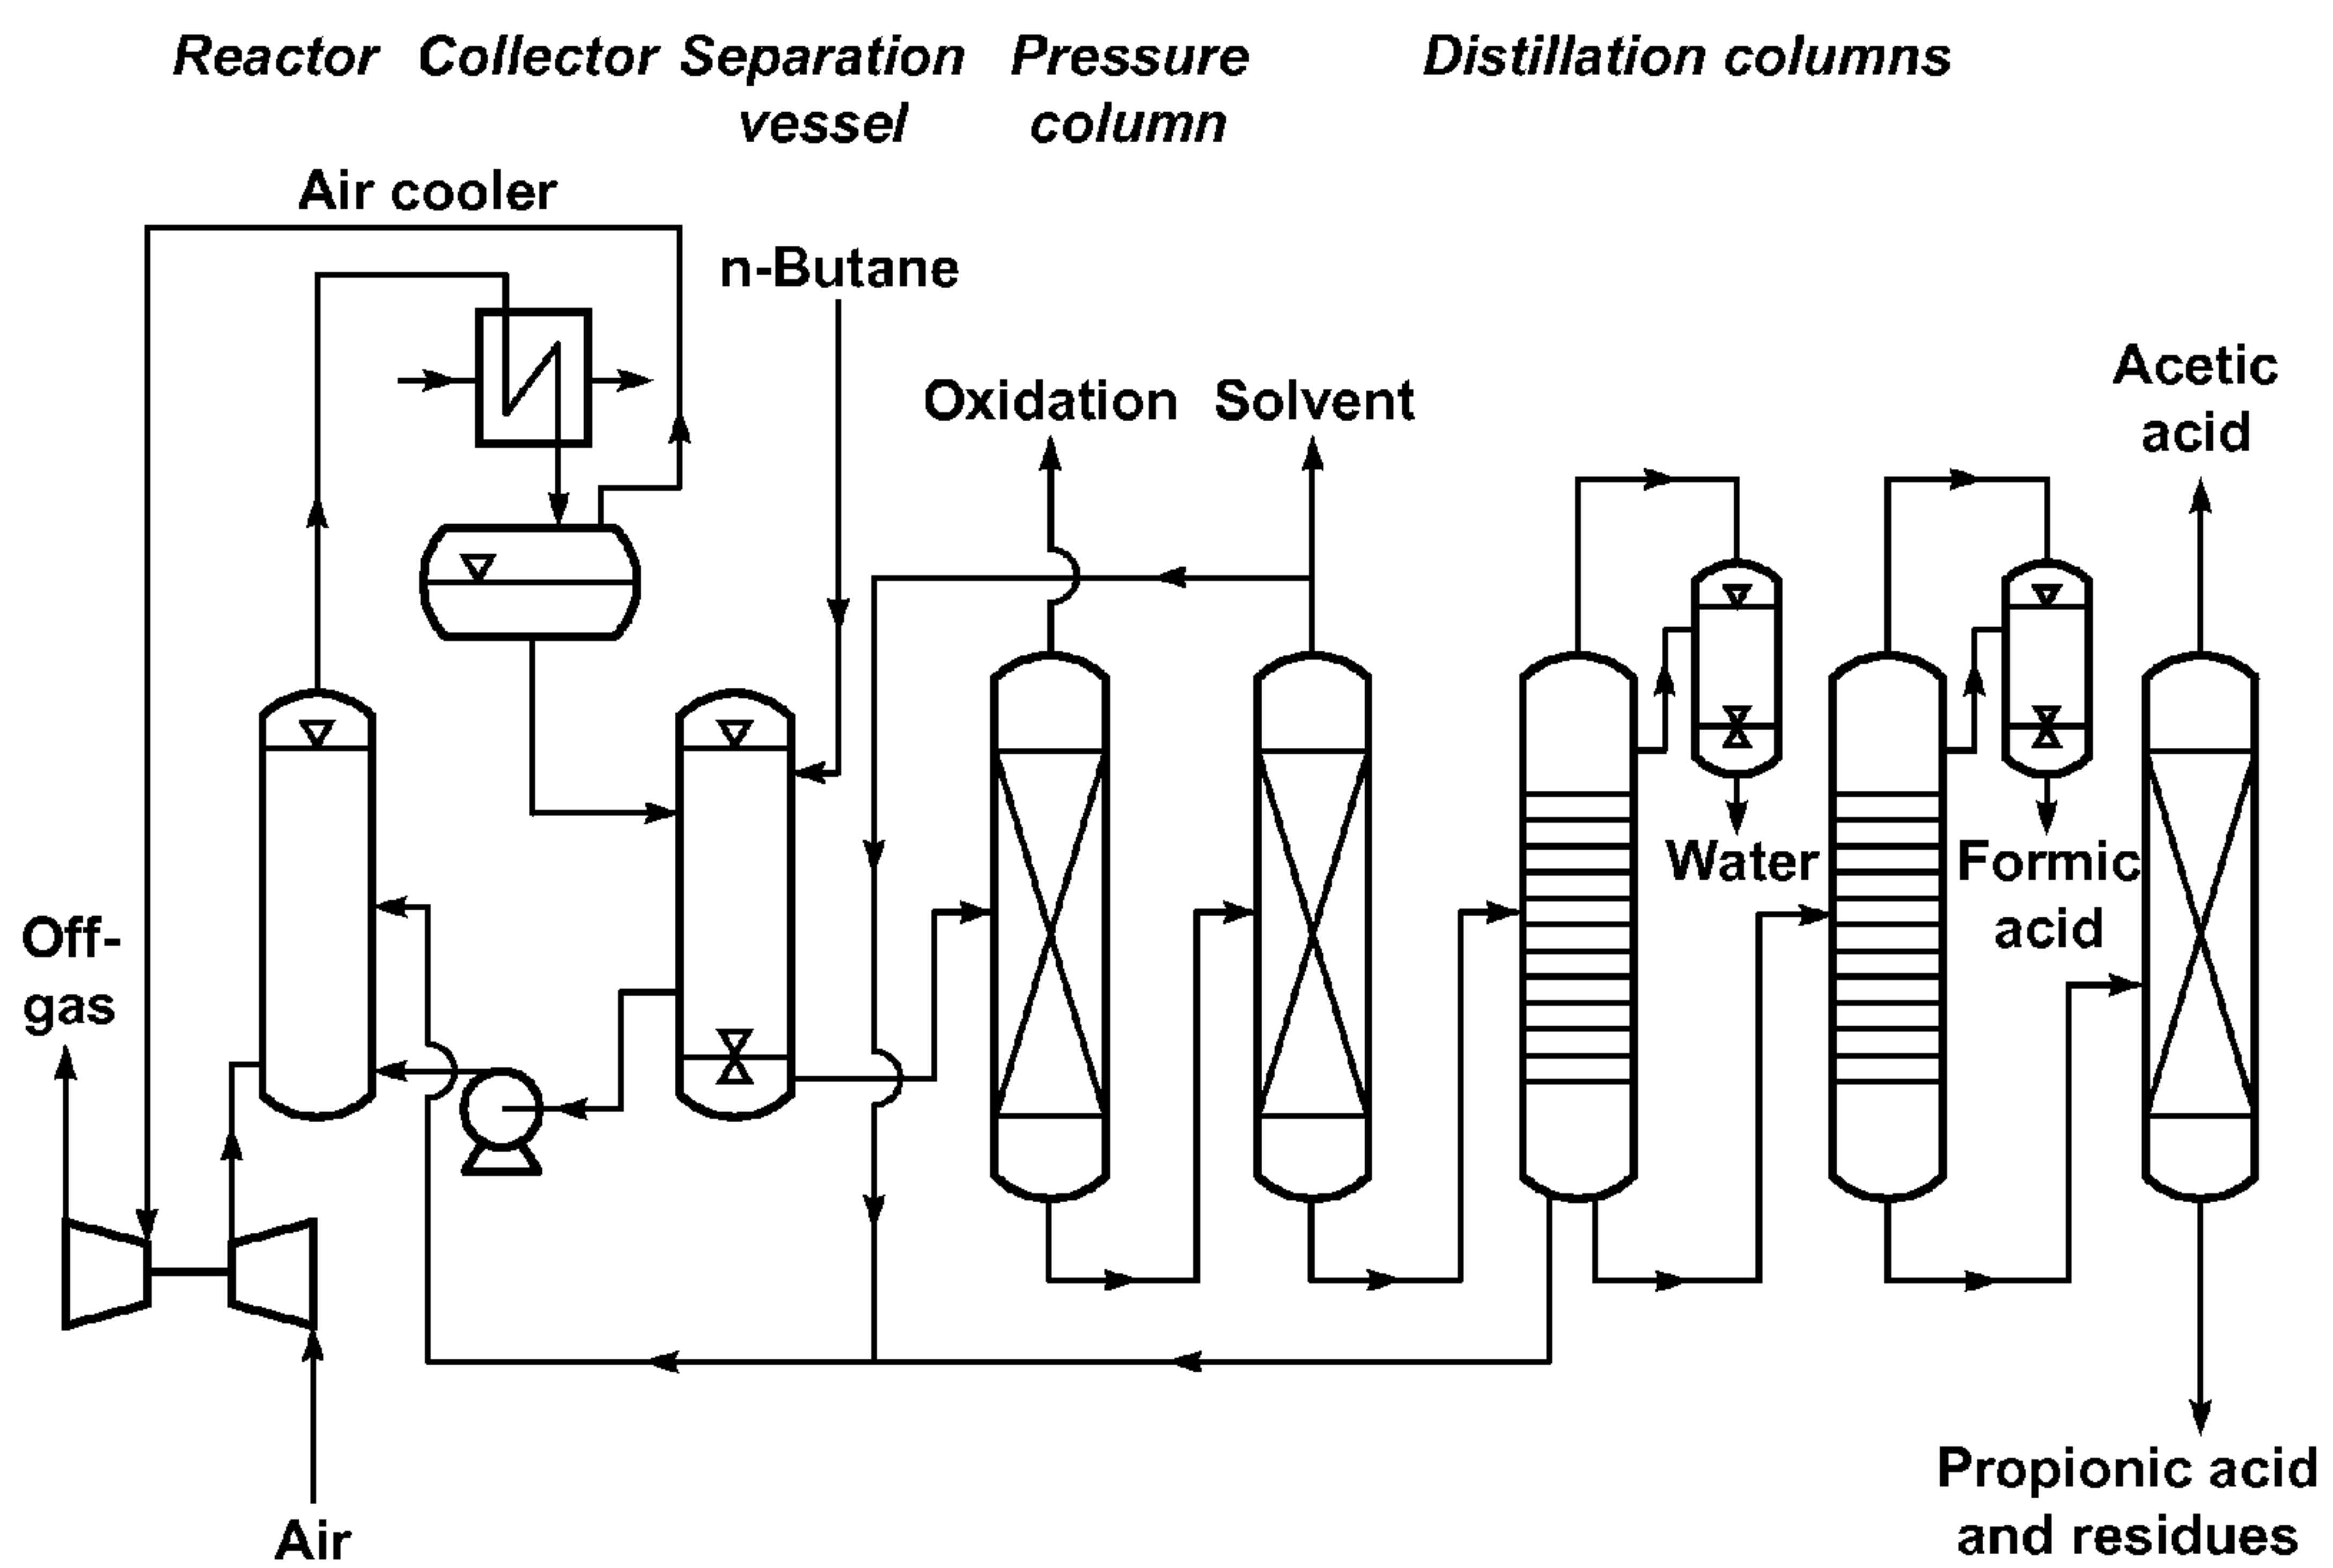 Reactor Collector Separation vessel Pressure column Distillation columns
Air cooler
n-Butane
Oxidation
Solvent
Acetic
acid
Water
Formic
acid
Off-
gas
Air
Propionic acid
and residues